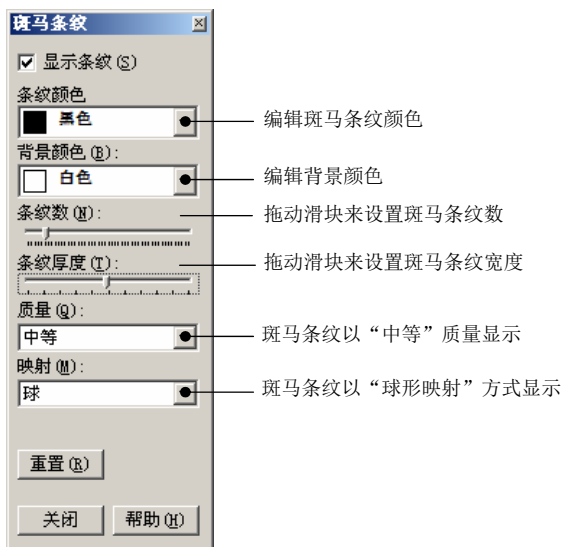 斑马条纹
显示条纹(S)
条纹颜色
黑色
编辑斑马条纹颜色
背景颜色(B):
白色
编辑背景颜色
条纹数(N):
拖动滑块来设置斑马条纹数
条纹厚度(T):
拖动滑块来设置斑马条纹宽度
质量(Q):
中等
斑马条纹以“中等”质量显示
映射(M):
球
斑马条纹以“球形映射”方式显示
重置(R)
关闭
帮助(H)